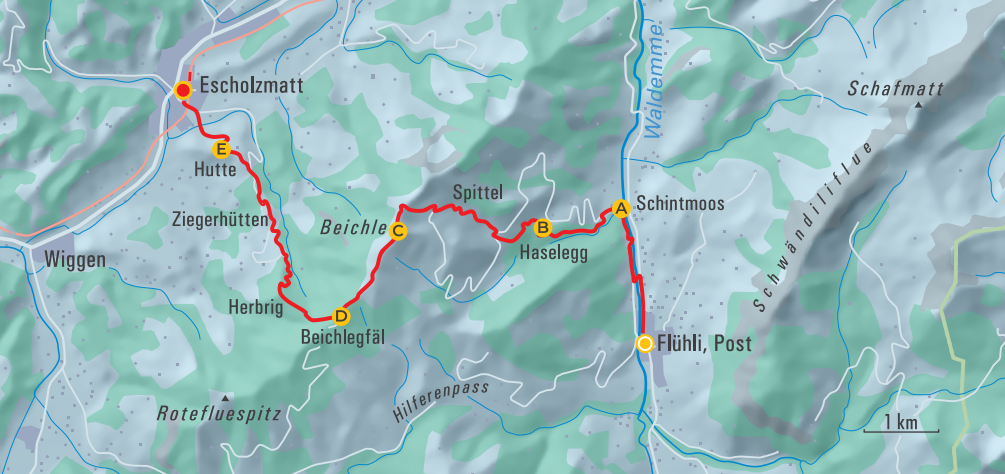 Waldemme
Escholzmatt
Schafmatt
E
Hutte
Spittel
A
Schintmoos
Ziegerhütten
Beichle
C
B
Haselegg
Schwändiliflue
Wiggen
Herbrig
D
Beichlegfäl
Flühli, Post
Hilferenpass
Rotefluespitz
1 km